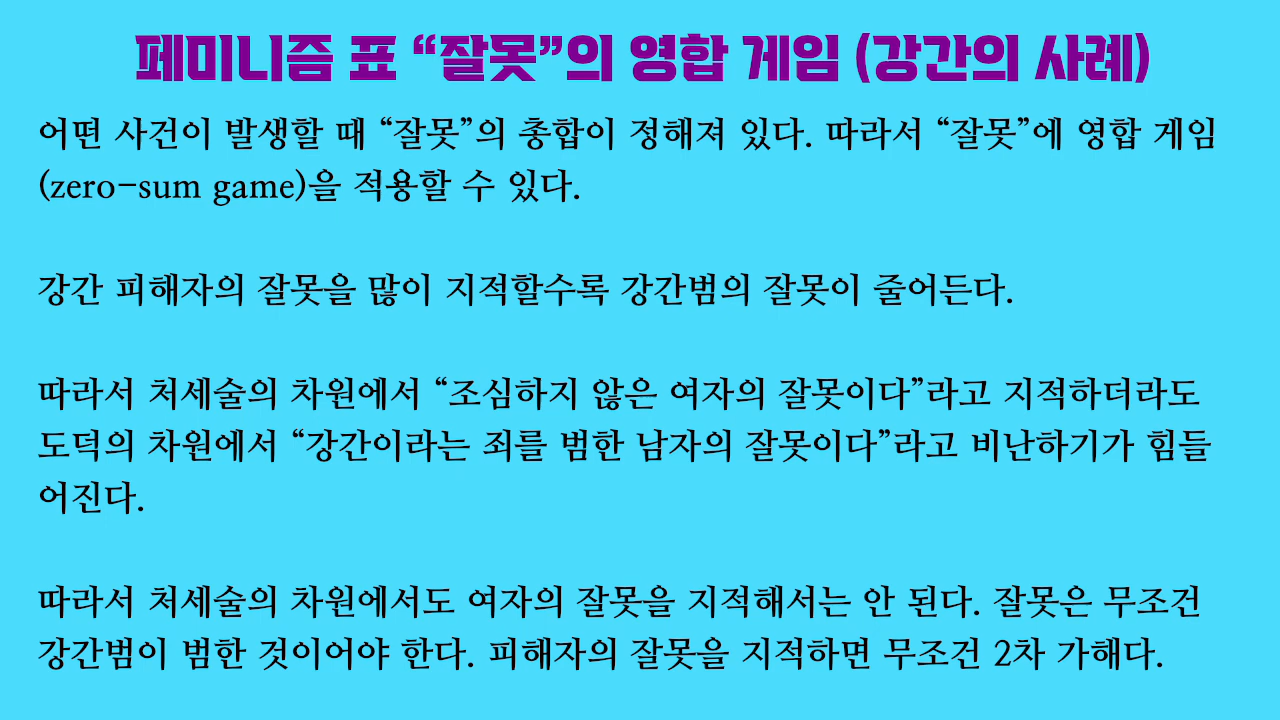 페미니즘 표 “잘못”의 영합 게임 (강간의 사례)
어떤 사건이 발생할 때 “잘못”의 총합이 정해져 있다. 따라서 “잘못”에 영합 게임
(zero-sum game)을 적용할 수 있다.
강간 피해자의 잘못을 많이 지적할수록 강간범의 잘못이 줄어든다.
따라서 처세술의 차원에서 “조심하지 않은 여자의 잘못이다”라고 지적하더라도
도덕의 차원에서 “강간이라는 죄를 범한 남자의 잘못이다”라고 비난하기가 힘들
어진다.
따라서 처세술의 차원에서도 여자의 잘못을 지적해서는 안 된다. 잘못은 무조건
강간범이 범한 것이어야 한다. 피해자의 잘못을 지적하면 무조건 2차 가해다.